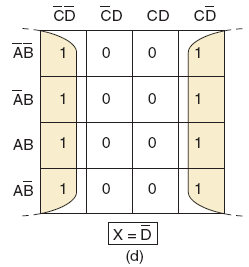 C̅D̅ C̅D CD CD̅
A̅B̅ 1 0 0 1
A̅B 1 0 0 1
AB 1 0 0 1
AB̅ 1 0 0 1
X = D̅
(d)